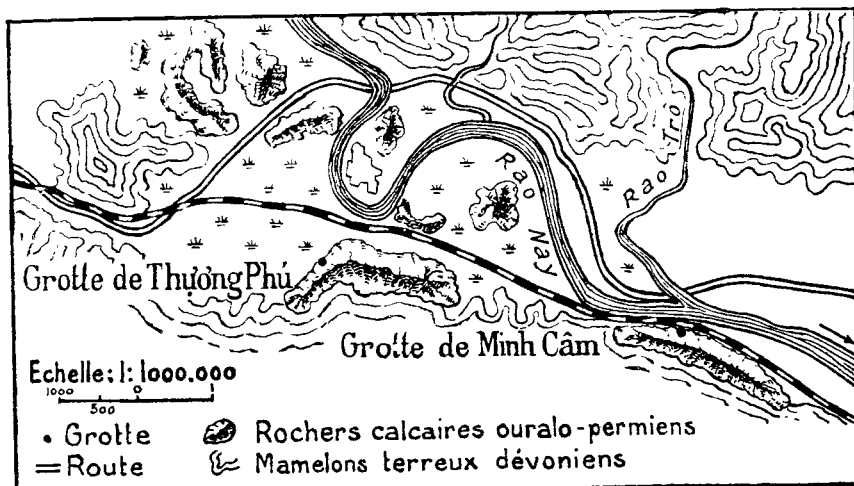 Rao Tro
Rao Nay
Grotte de Thượng Phú
Grotte de Minh Câm
Echelle: 1: 1000.000
1000 0
500
Grotte
Rochers calcaires ouralo-permiens
Route
Mamelons terreux dévoniens